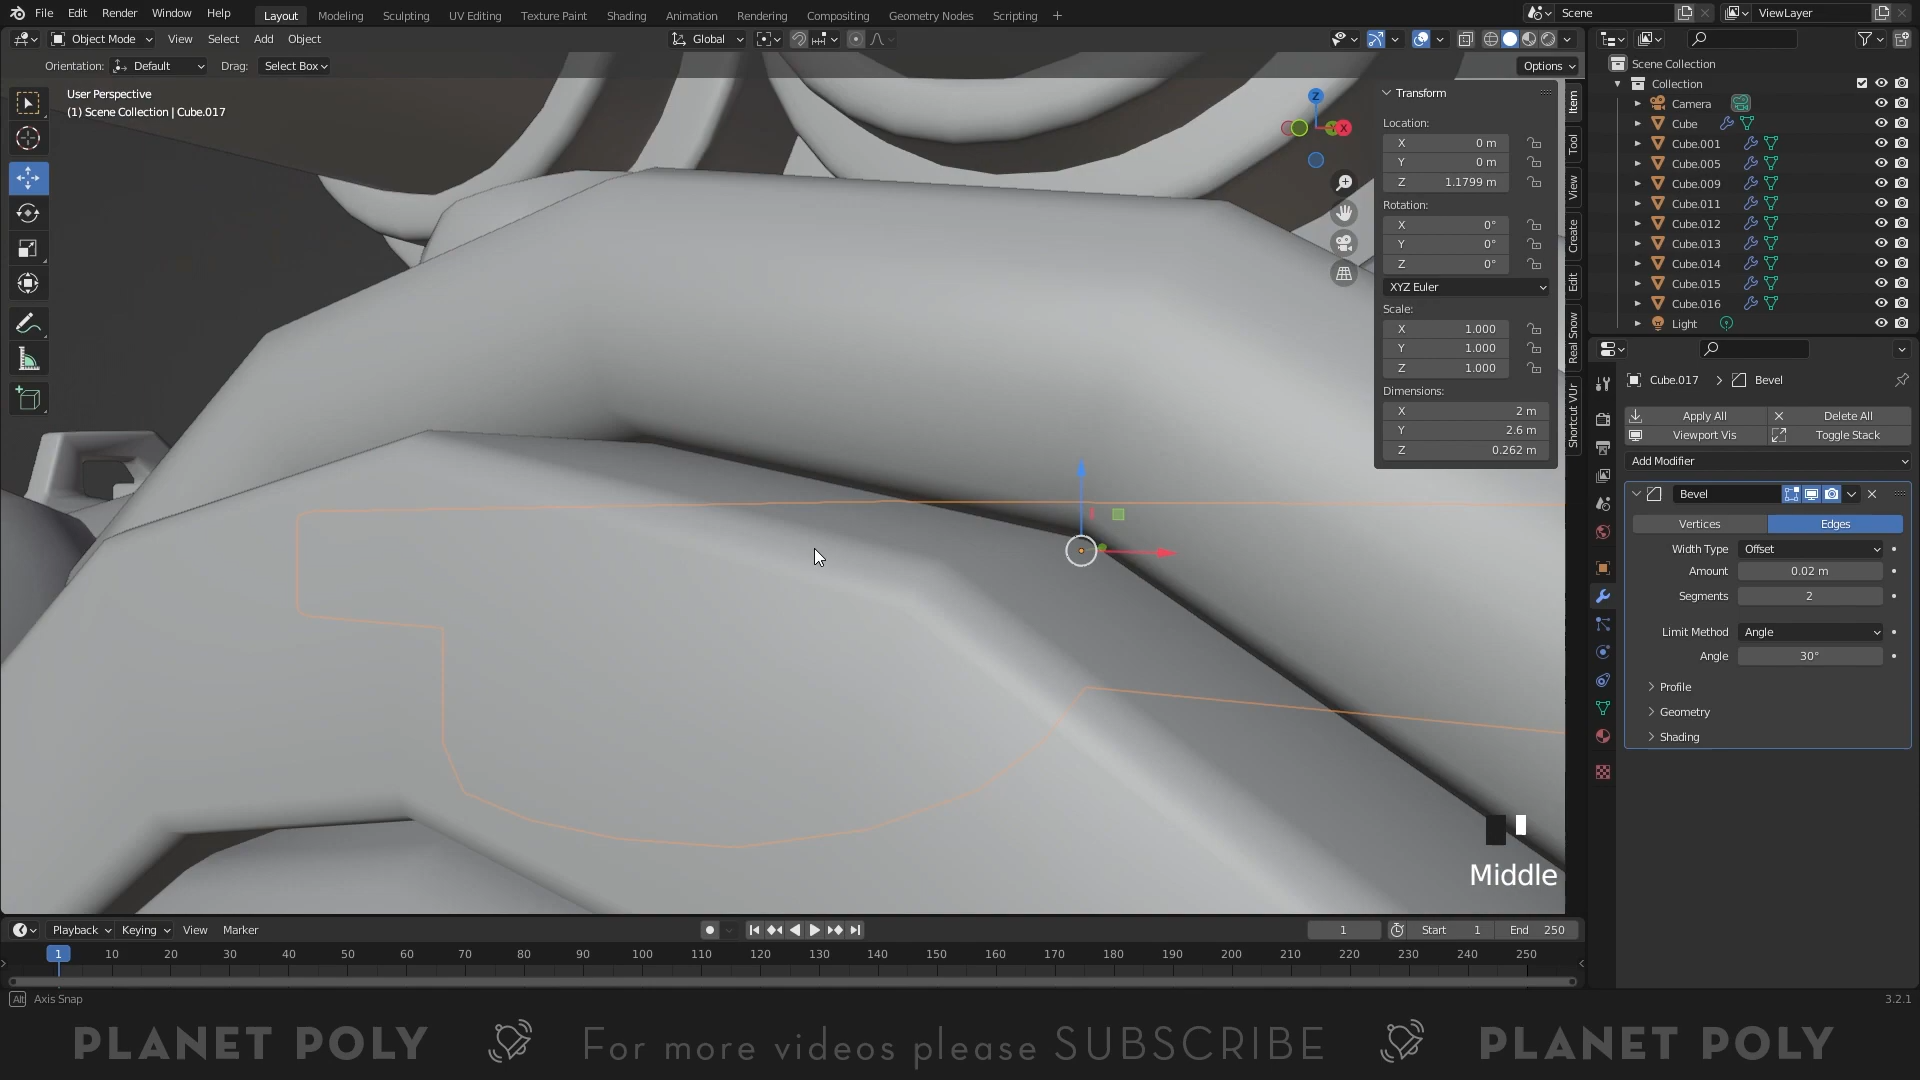 File Edit Render Window Help Layout Modeling Sculpting UV Editing Texture Paint Shading Animation Rendering Compositing Geometry Nodes Scripting + Scene ViewLayer
Object Mode View Select Add Object Global
Orientation: Default Drag: Select Box Options
User Perspective
(1) Scene Collection | Cube.017
Z
X
Transform
Location:
X 0 m
Y 0 m
Z 1.1799 m
Rotation:
X 0°
Y 0°
Z 0°
XYZ Euler
Scale:
X 1.000
Y 1.000
Z 1.000
Dimensions:
X 2 m
Y 2.6 m
Z 0.262 m
Item
Tool
View
Create
Edit
Real Snow
Shortcut VUr
Scene Collection
Collection
Camera
Cube
Cube.001
Cube.005
Cube.009
Cube.011
Cube.012
Cube.013
Cube.014
Cube.015
Cube.016
Light
Cube.017 > Bevel
Apply All Delete All
Viewport Vis Toggle Stack
Add Modifier
Bevel
Vertices Edges
Width Type Offset
Amount 0.02 m
Segments 2
Limit Method Angle
Angle 30°
Profile
Geometry
Shading
Middle
Playback Keying View Marker 1 Start 1 End 250
1 10 20 30 40 50 60 70 80 90 100 110 120 130 140 150 160 170 180 190 200 210 220 230 240 250
Alt Axis Snap 3.2.1
PLANET POLY For more videos please SUBSCRIBE PLANET POLY